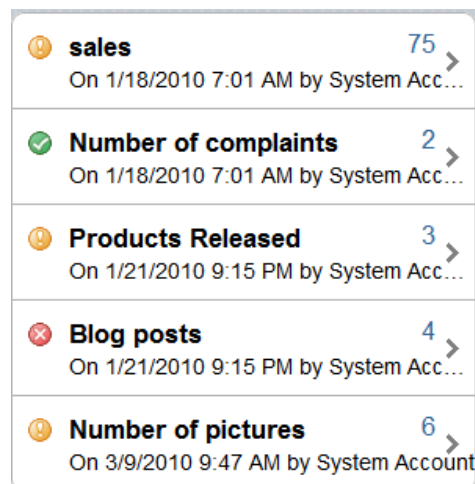 sales 75
On 1/18/2010 7:01 AM by System Acc...
Number of complaints 2
On 1/18/2010 7:01 AM by System Acc...
Products Released 3
On 1/21/2010 9:15 PM by System Acc...
Blog posts 4
On 1/21/2010 9:15 PM by System Acc...
Number of pictures 6
On 3/9/2010 9:47 AM by System Account